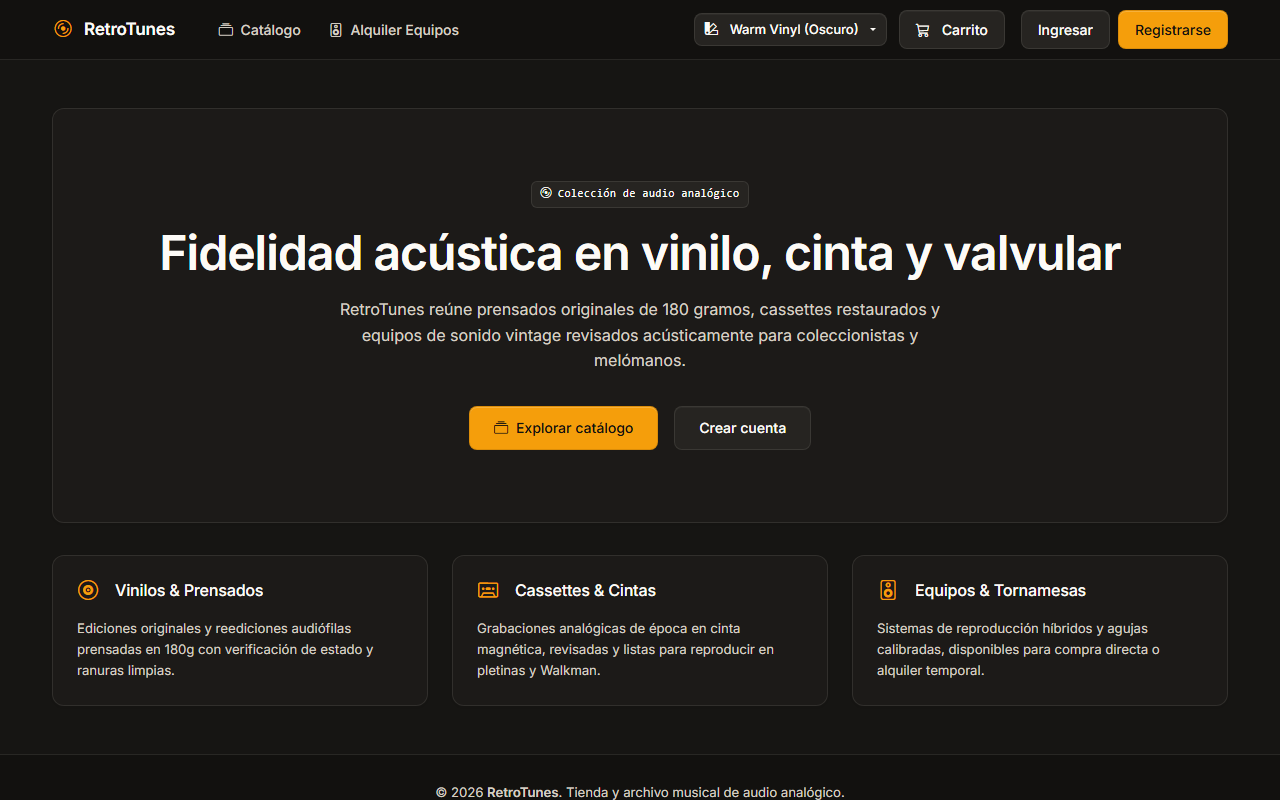 RetroTunes
Catálogo
Alquiler Equipos
Warm Vinyl (Oscuro)
Carrito
Ingresar
Registrarse
Colección de audio analógico
Fidelidad acústica en vinilo, cinta y valvular
RetroTunes reúne prensados originales de 180 gramos, cassettes restaurados y
equipos de sonido vintage revisados acústicamente para coleccionistas y
melómanos.
Explorar catálogo
Crear cuenta
Vinilos & Prensados
Ediciones originales y reediciones audiófilas
prensadas en 180g con verificación de estado y
ranuras limpias.
Cassettes & Cintas
Grabaciones analógicas de época en cinta
magnética, revisadas y listas para reproducir en
pletinas y Walkman.
Equipos & Tornamesas
Sistemas de reproducción híbridos y agujas
calibradas, disponibles para compra directa o
alquiler temporal.
© 2026 RetroTunes. Tienda y archivo musical de audio analógico.